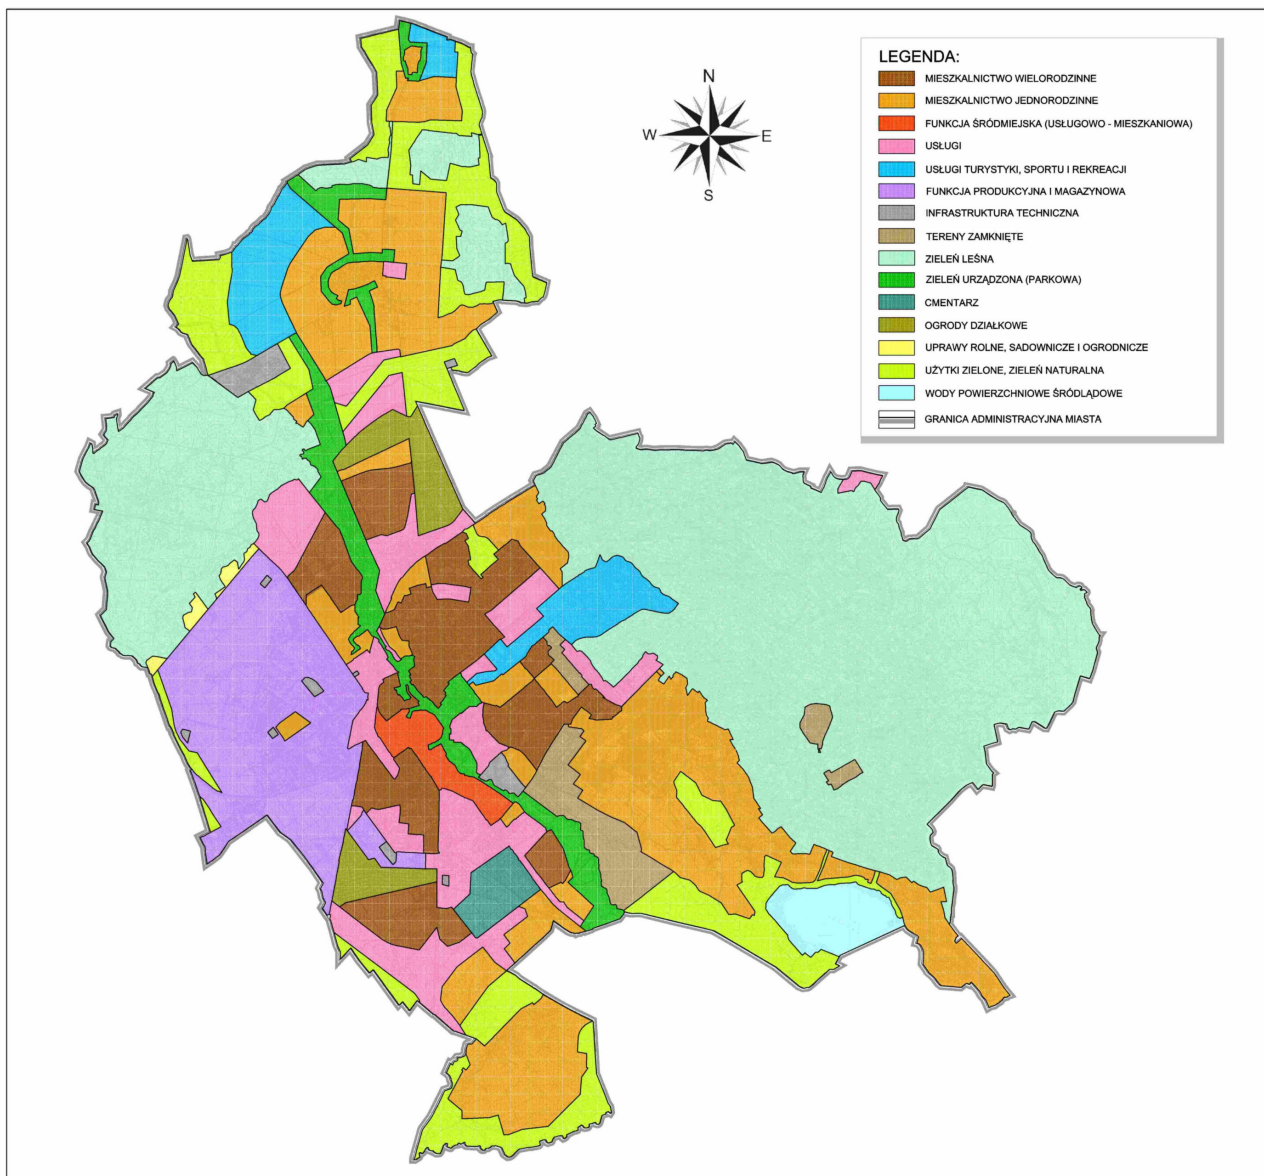 N
W
E
S
LEGENDA:
MIESZKALNICTWO WIELORODZINNE
MIESZKALNICTWO JEDNORODZINNE
FUNKCJA ŚRÓDMIEJSKA (USŁUGOWO - MIESZKANIOWA)
USŁUGI
USŁUGI TURYSTYKI, SPORTU I REKREACJI
FUNKCJA PRODUKCYJNA I MAGAZYNOWA
INFRASTRUKTURA TECHNICZNA
TERENY ZAMKNIĘTE
ZIELEŃ LEŚNA
ZIELEŃ URZĄDZONA (PARKOWA)
CMENTARZ
OGRODY DZIAŁKOWE
UPRAWY ROLNE, SADOWNICZE I OGRODNICZE
UŻYTKI ZIELONE, ZIELEŃ NATURALNA
WODY POWIERZCHNIOWE ŚRÓDLĄDOWE
GRANICA ADMINISTRACYJNA MIASTA